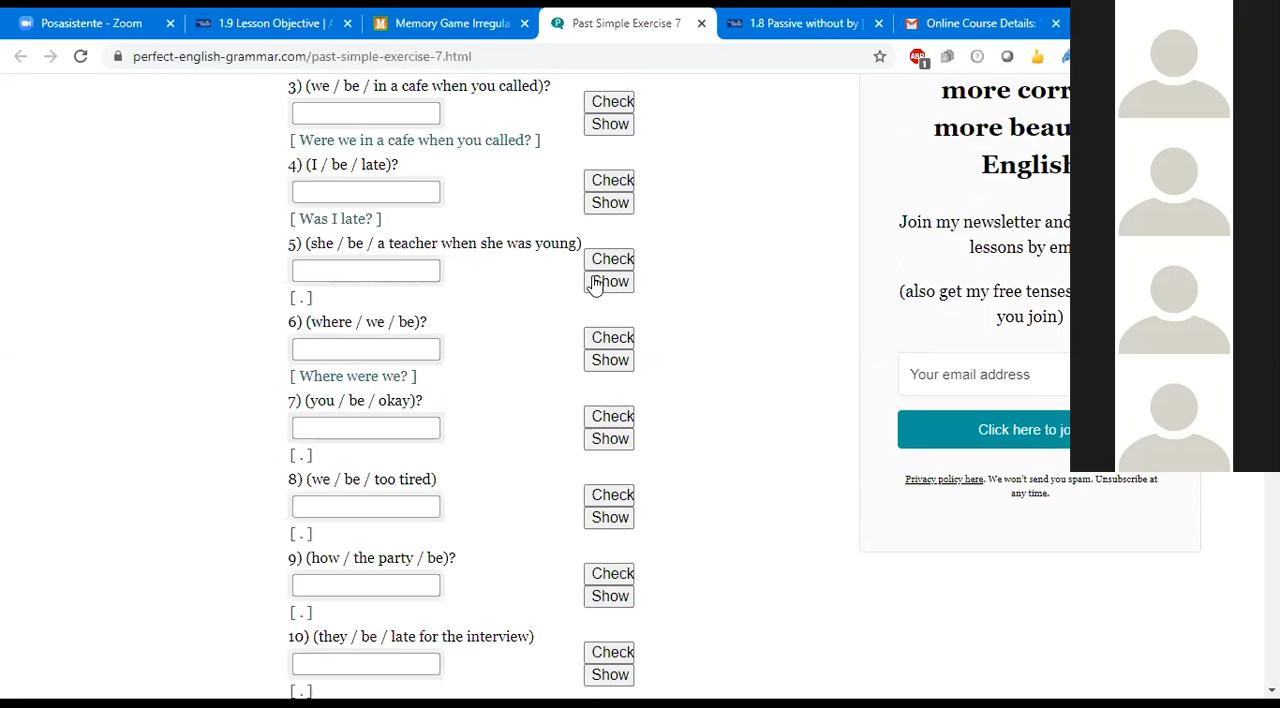 Posasistente - Zoom
1.9 Lesson Objective | A
Memory Game Irregula
Past Simple Exercise 7
1.8 Passive without by |
Online Course Details:
perfect-english-grammar.com/past-simple-exercise-7.html
1
3) (we / be / in a cafe when you called)?
Check
Show
[ Were we in a cafe when you called? ]
4) (I / be / late)?
Check
Show
[ Was I late? ]
5) (she / be / a teacher when she was young)
Check
Show
[ . ]
6) (where / we / be)?
Check
Show
[ Where were we? ]
7) (you / be / okay)?
Check
Show
[ . ]
8) (we / be / too tired)
Check
Show
[ . ]
9) (how / the party / be)?
Check
Show
[ . ]
10) (they / be / late for the interview)
Check
Show
[ . ]
more corr
more beau
English
Join my newsletter and
lessons by em
(also get my free tenses
you join)
Your email address
Click here to jo
Privacy policy here. We won't send you spam. Unsubscribe at
any time.